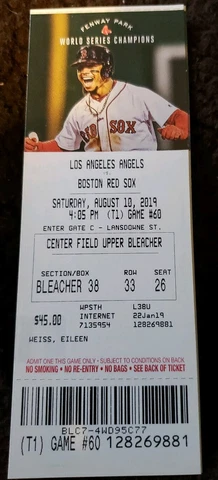 FENWAY PARK
WORLD SERIES CHAMPIONS
RED SOX
LOS ANGELES ANGELS
VS
BOSTON RED SOX
SATURDAY, AUGUST 10, 2019
4:05 PM (T1) GAME #60
ENTER GATE C - LANSDOWNE ST.
CENTER FIELD UPPER BLEACHER
SECTION/BOX ROW SEAT
BLEACHER 38 33 26
WPSTH L38U
$45.00 INTERNET 22Jan19
7135954 128269881
WEISS, EILEEN
ADMIT ONE THIS GAME ONLY • SUBJECT TO CONDITIONS ON BACK
NO SMOKING • NO RE-ENTRY • NO BAGS • SEE BACK OF TICKET
BLC7-4WD95C77
(T1) GAME #60 128269881